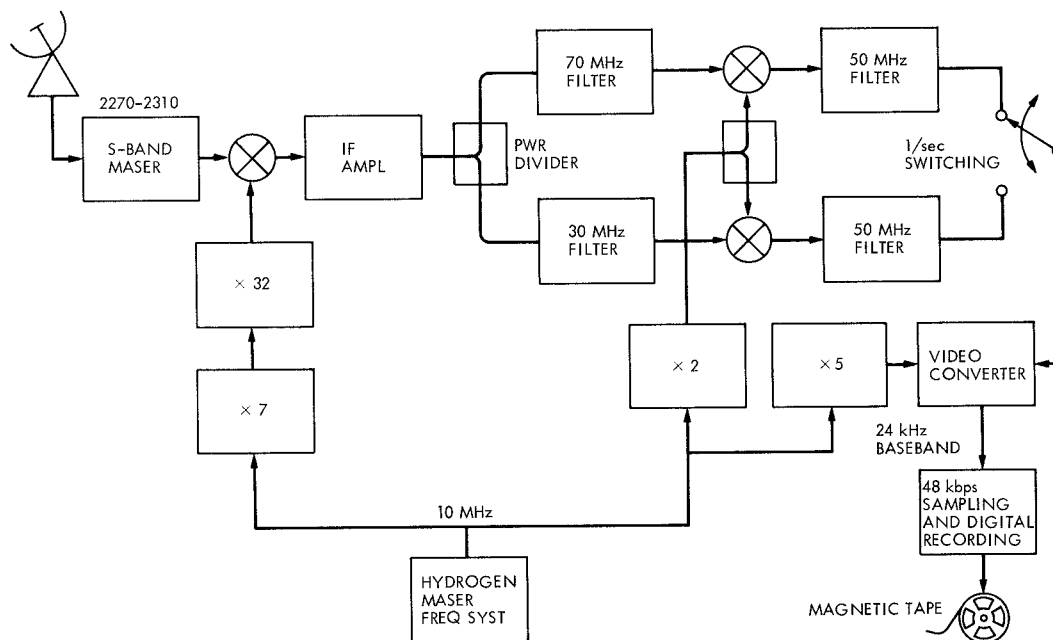 2270-2310
S-BAND
MASER
IF
AMPL
PWR
DIVIDER
70 MHz
FILTER
50 MHz
FILTER
30 MHz
FILTER
50 MHz
FILTER
1/sec
SWITCHING
× 32
× 7
× 2
× 5
VIDEO
CONVERTER
24 kHz
BASEBAND
48 kbps
SAMPLING
AND DIGITAL
RECORDING
10 MHz
HYDROGEN
MASER
FREQ SYST
MAGNETIC TAPE